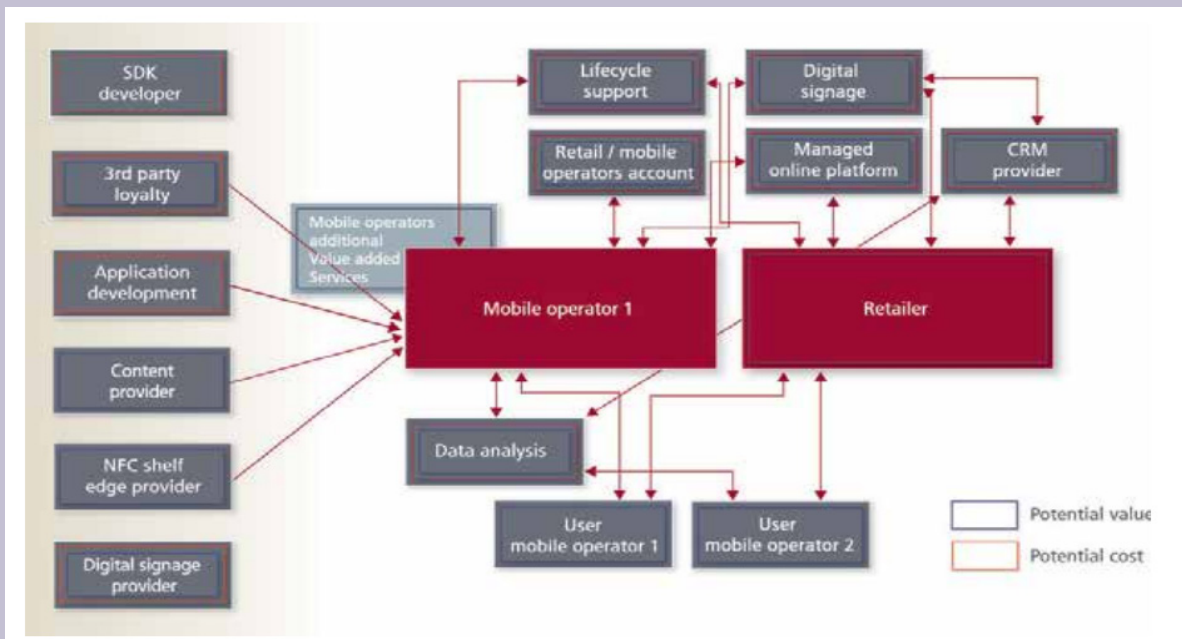 SDK
developer
3rd party
loyalty
Application
development
Content
provider
NFC shelf
edge provider
Digital signage
provider
Lifecycle
support
Digital
signage
Retail / mobile
operators account
Managed
online platform
CRM
provider
Mobile operators
additional
Value added
Services
Mobile operator 1
Retailer
Data analysis
User
mobile operator 1
User
mobile operator 2
Potential value
Potential cost